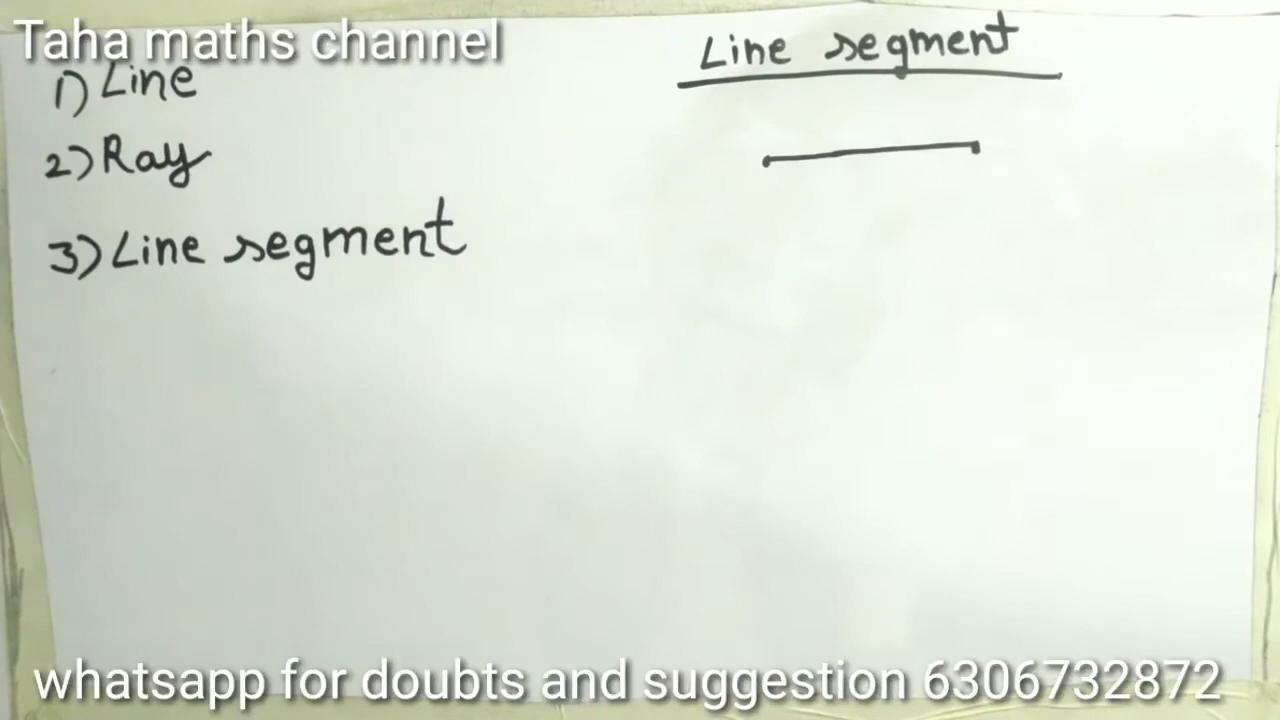 Taha maths channel
1) Line
2) Ray
3) Line segment
Line segment
whatsapp for doubts and suggestion 6306732872